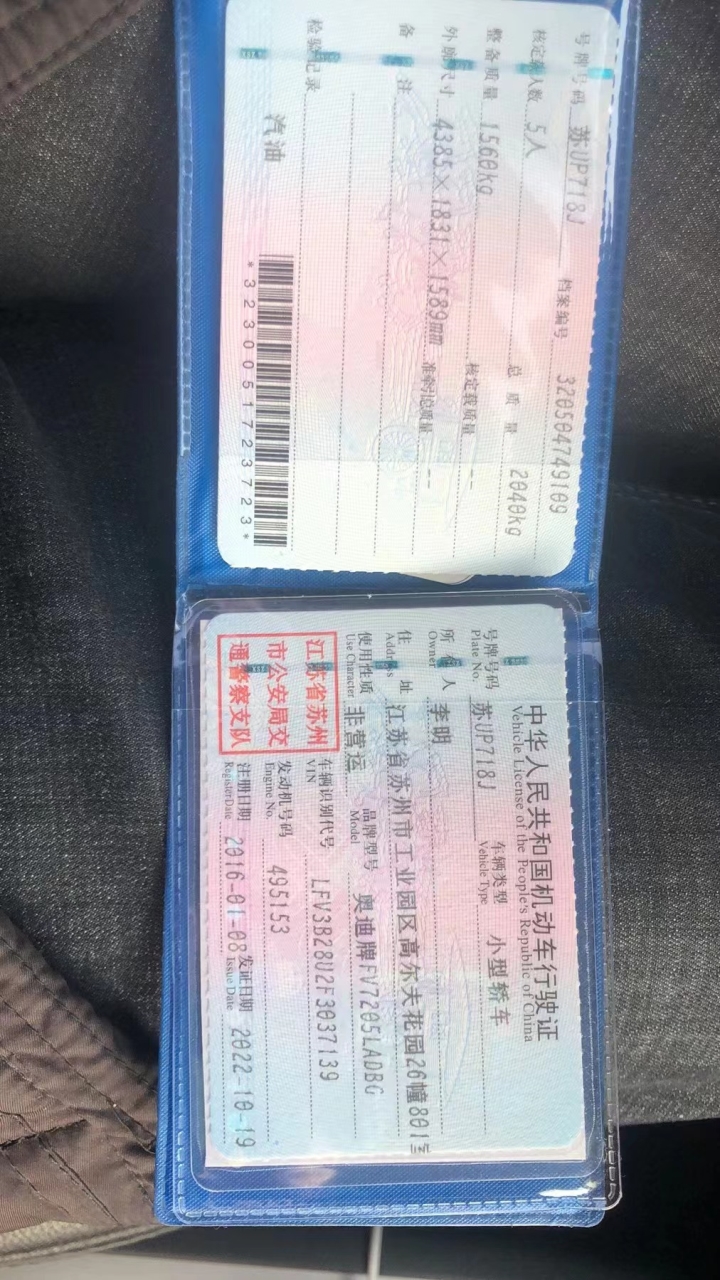 中华人民共和国机动车行驶证
Vehicle License of the People's Republic of China
号牌号码 苏UP718J 车辆类型 小型轿车
Plate No. Vehicle Type
所有人 李明
Owner
住址 江苏省苏州市工业园区高尔夫花园26幢801室
Address
使用性质 非营运 品牌型号 奥迪牌FV7205LADBG
Use Character Model
江苏省苏州
市公安局交
通警察支队
车辆识别代号 LFV3B28U2F3037139
VIN
发动机号码 495153
Engine No.
注册日期 2016-01-08 发证日期 2022-10-19
Register Date Issue Date
号牌号码 苏UP718J 档案编号 320504749109
核定载人数 5人 总质量 2040kg
整备质量 1560kg 核定载质量 --
外廓尺寸 4385×1831×1589mm 准牵引总质量 --
备注
检验记录
汽油
*3230051723723*